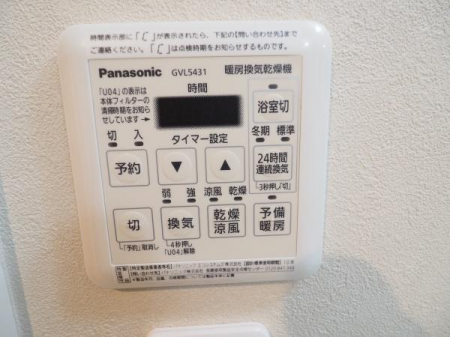 時間表示部に「ﾐ」が表示されたら、下記の【問い合わせ先】まで
ご連絡ください。「ﾐ」は点検時期をお知らせするものです。
Panasonic GVL5431 暖房換気乾燥機
「U04」の表示は
本体フィルターの
清掃時期をお知ら
せしています
時間
浴室切
切 入
タイマー設定
冬期 標準
予約
▼
▲
24時間
連続換気
3秒押し「切」
弱 強 涼風 乾燥
切
換気
乾燥
涼風
予備
暖房
「予約」取消し
4秒押し
「U04」解除